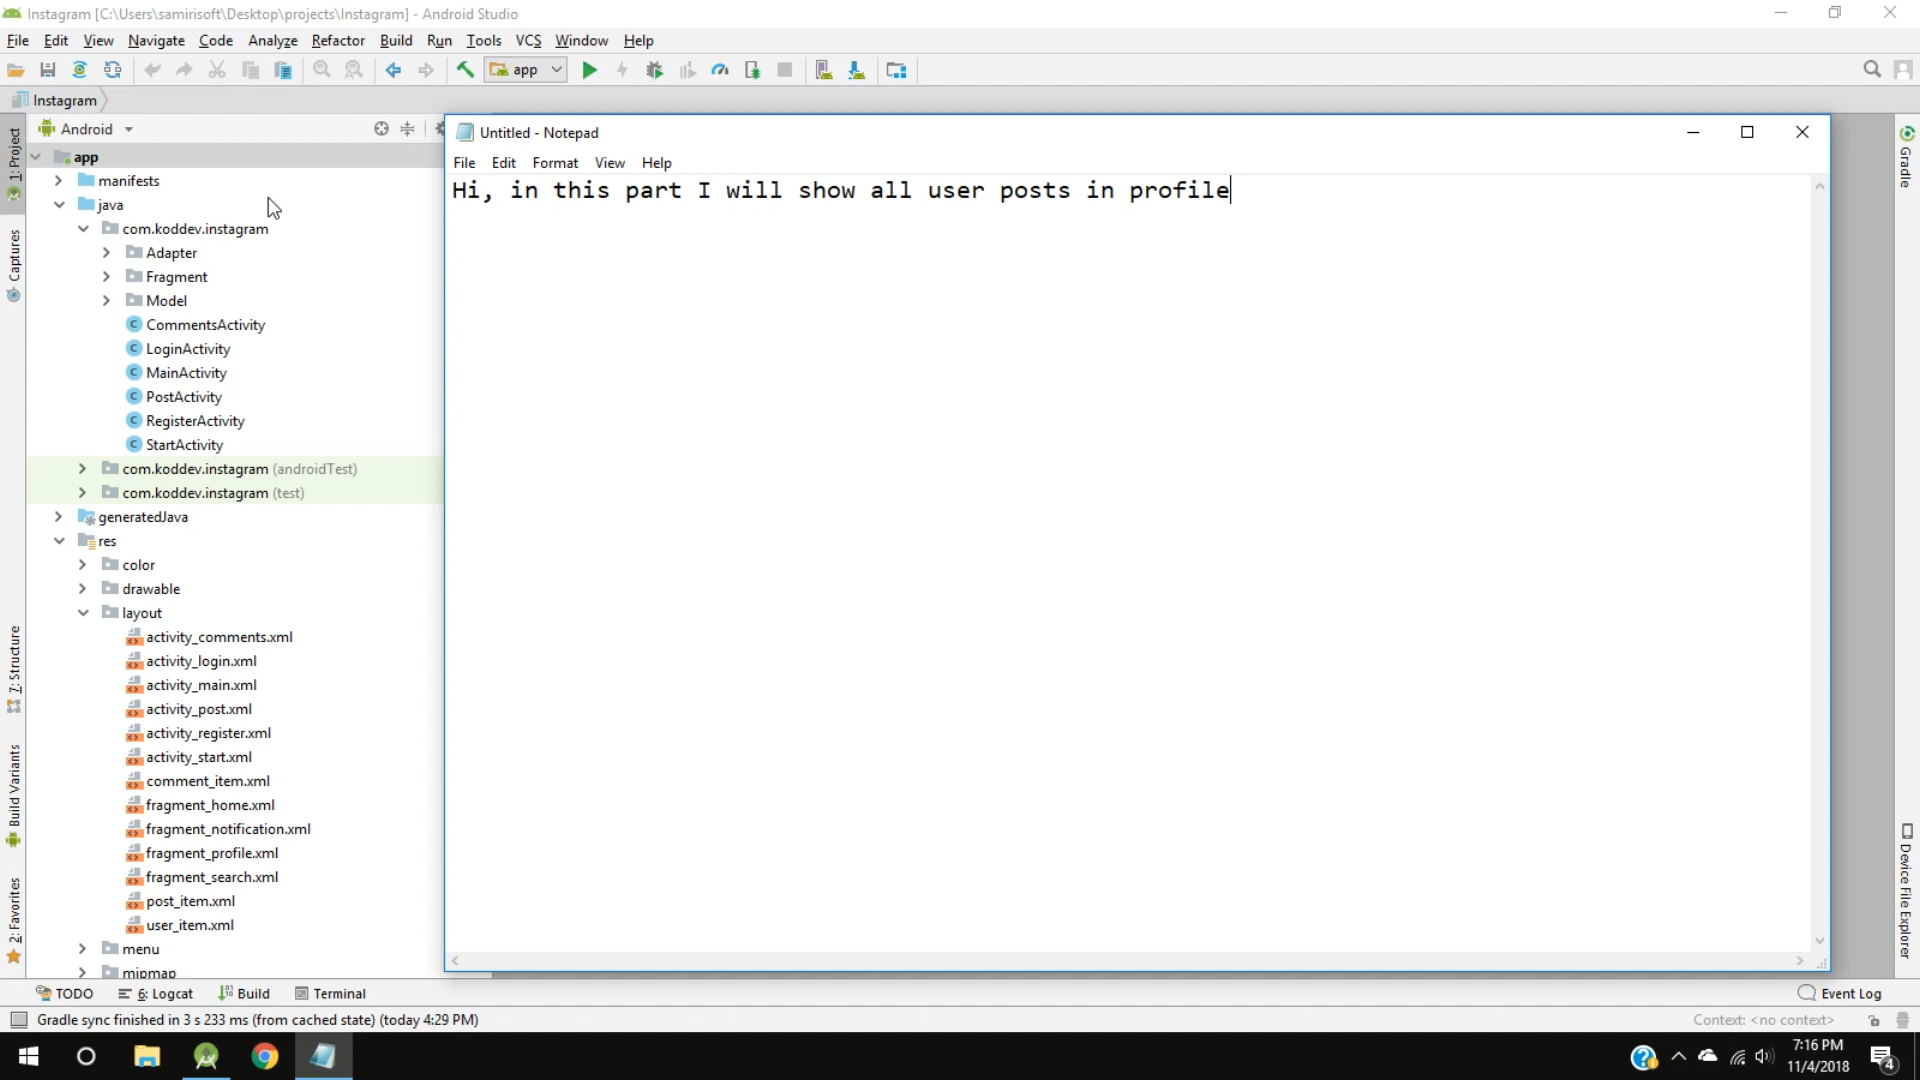 Instagram [C:\Users\samirisoft\Desktop\projects\Instagram] - Android Studio
File Edit View Navigate Code Analyze Refactor Build Run Tools VCS Window Help
app
Instagram
Android
1: Project
Captures
7: Structure
Build Variants
2: Favorites
app
manifests
java
com.koddev.instagram
Adapter
Fragment
Model
CommentsActivity
LoginActivity
MainActivity
PostActivity
RegisterActivity
StartActivity
com.koddev.instagram (androidTest)
com.koddev.instagram (test)
generatedJava
res
color
drawable
layout
activity_comments.xml
activity_login.xml
activity_main.xml
activity_post.xml
activity_register.xml
activity_start.xml
comment_item.xml
fragment_home.xml
fragment_notification.xml
fragment_profile.xml
fragment_search.xml
post_item.xml
user_item.xml
menu
mipmap
Untitled - Notepad
File Edit Format View Help
Hi, in this part I will show all user posts in profile
Gradle
Device File Explorer
TODO 6: Logcat Build Terminal Event Log
Gradle sync finished in 3 s 233 ms (from cached state) (today 4:29 PM) Context: <no context>
7:16 PM
11/4/2018
4